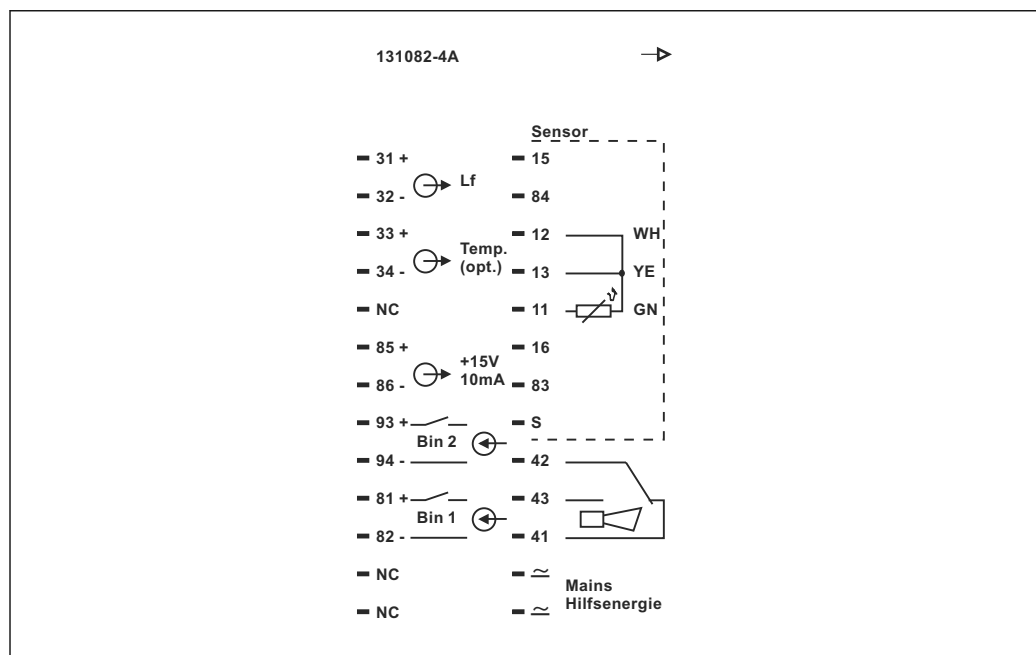 131082-4A
Sensor
31 +
Lf
15
32 -
84
33 +
Temp.
(opt.)
12
WH
34 -
13
YE
NC
11
GN
85 +
+15V
10mA
16
86 -
83
93 +
Bin 2
S
94 -
42
81 +
Bin 1
43
82 -
41
NC
≃
Mains
Hilfsenergie
NC
≃